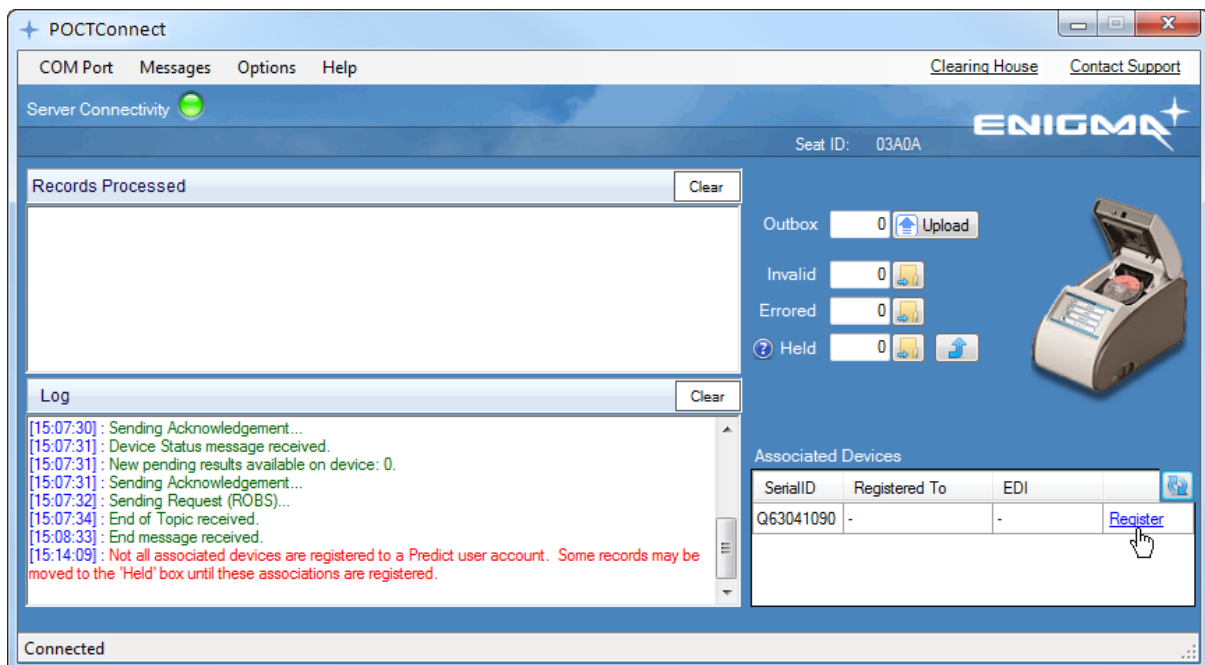 POCTConnect
COM Port Messages Options Help Clearing House Contact Support
Server Connectivity
ENIGMA
Seat ID: 03A0A
Records Processed Clear
Outbox 0 Upload
Invalid 0
Errored 0
? Held 0
Log Clear
[15:07:30] : Sending Acknowledgement...
[15:07:31] : Device Status message received.
[15:07:31] : New pending results available on device: 0.
[15:07:31] : Sending Acknowledgement...
[15:07:32] : Sending Request (ROBS)...
[15:07:34] : End of Topic received.
[15:08:33] : End message received.
[15:14:09] : Not all associated devices are registered to a Predict user account. Some records may be
moved to the 'Held' box until these associations are registered.
Associated Devices
SerialID Registered To EDI
Q63041090 - - Register
Connected